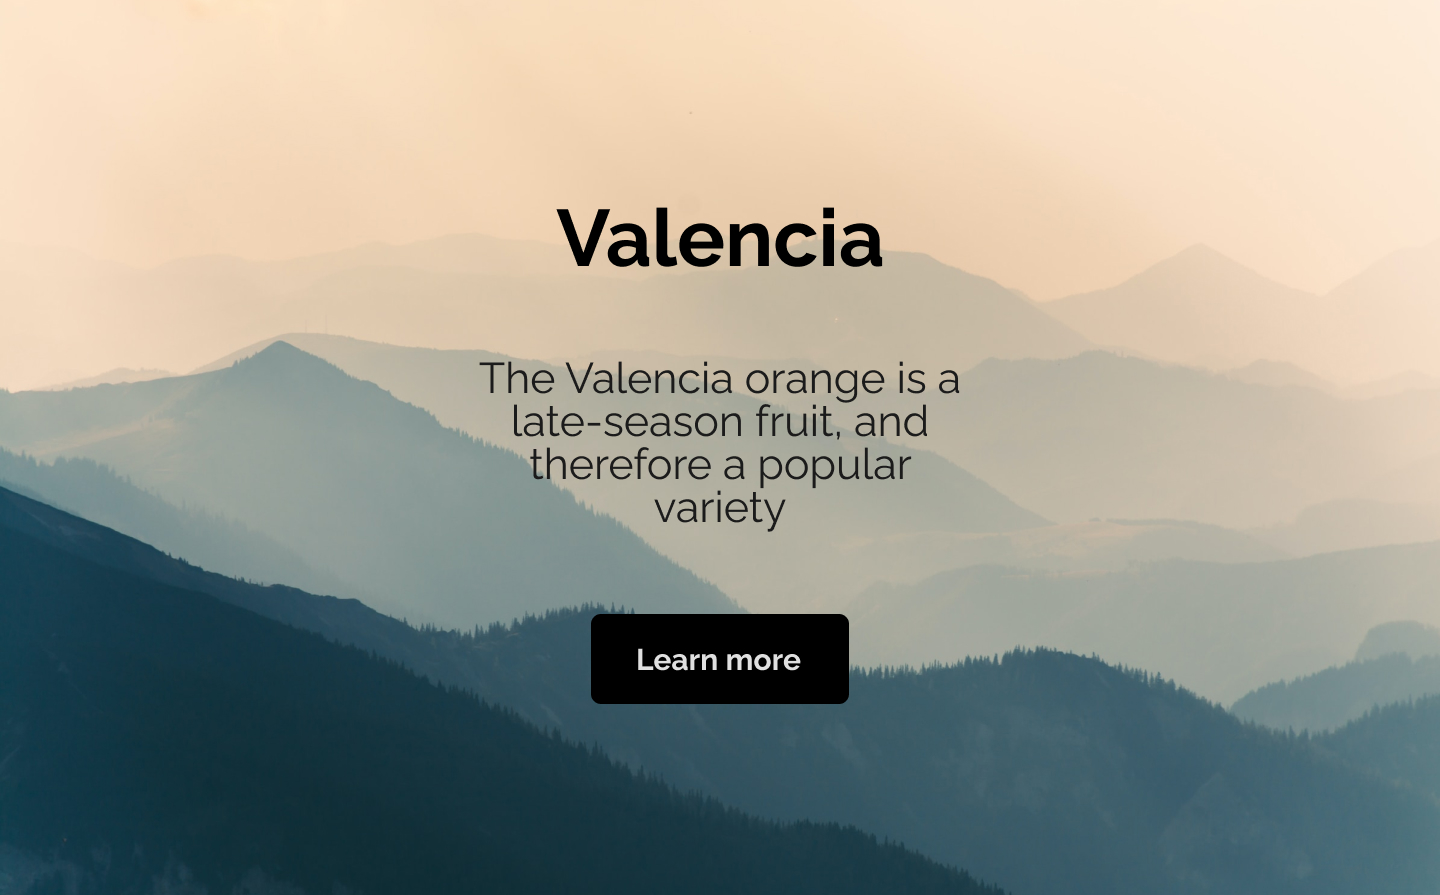 Valencia
The Valencia orange is a
late-season fruit, and
therefore a popular
variety
Learn more